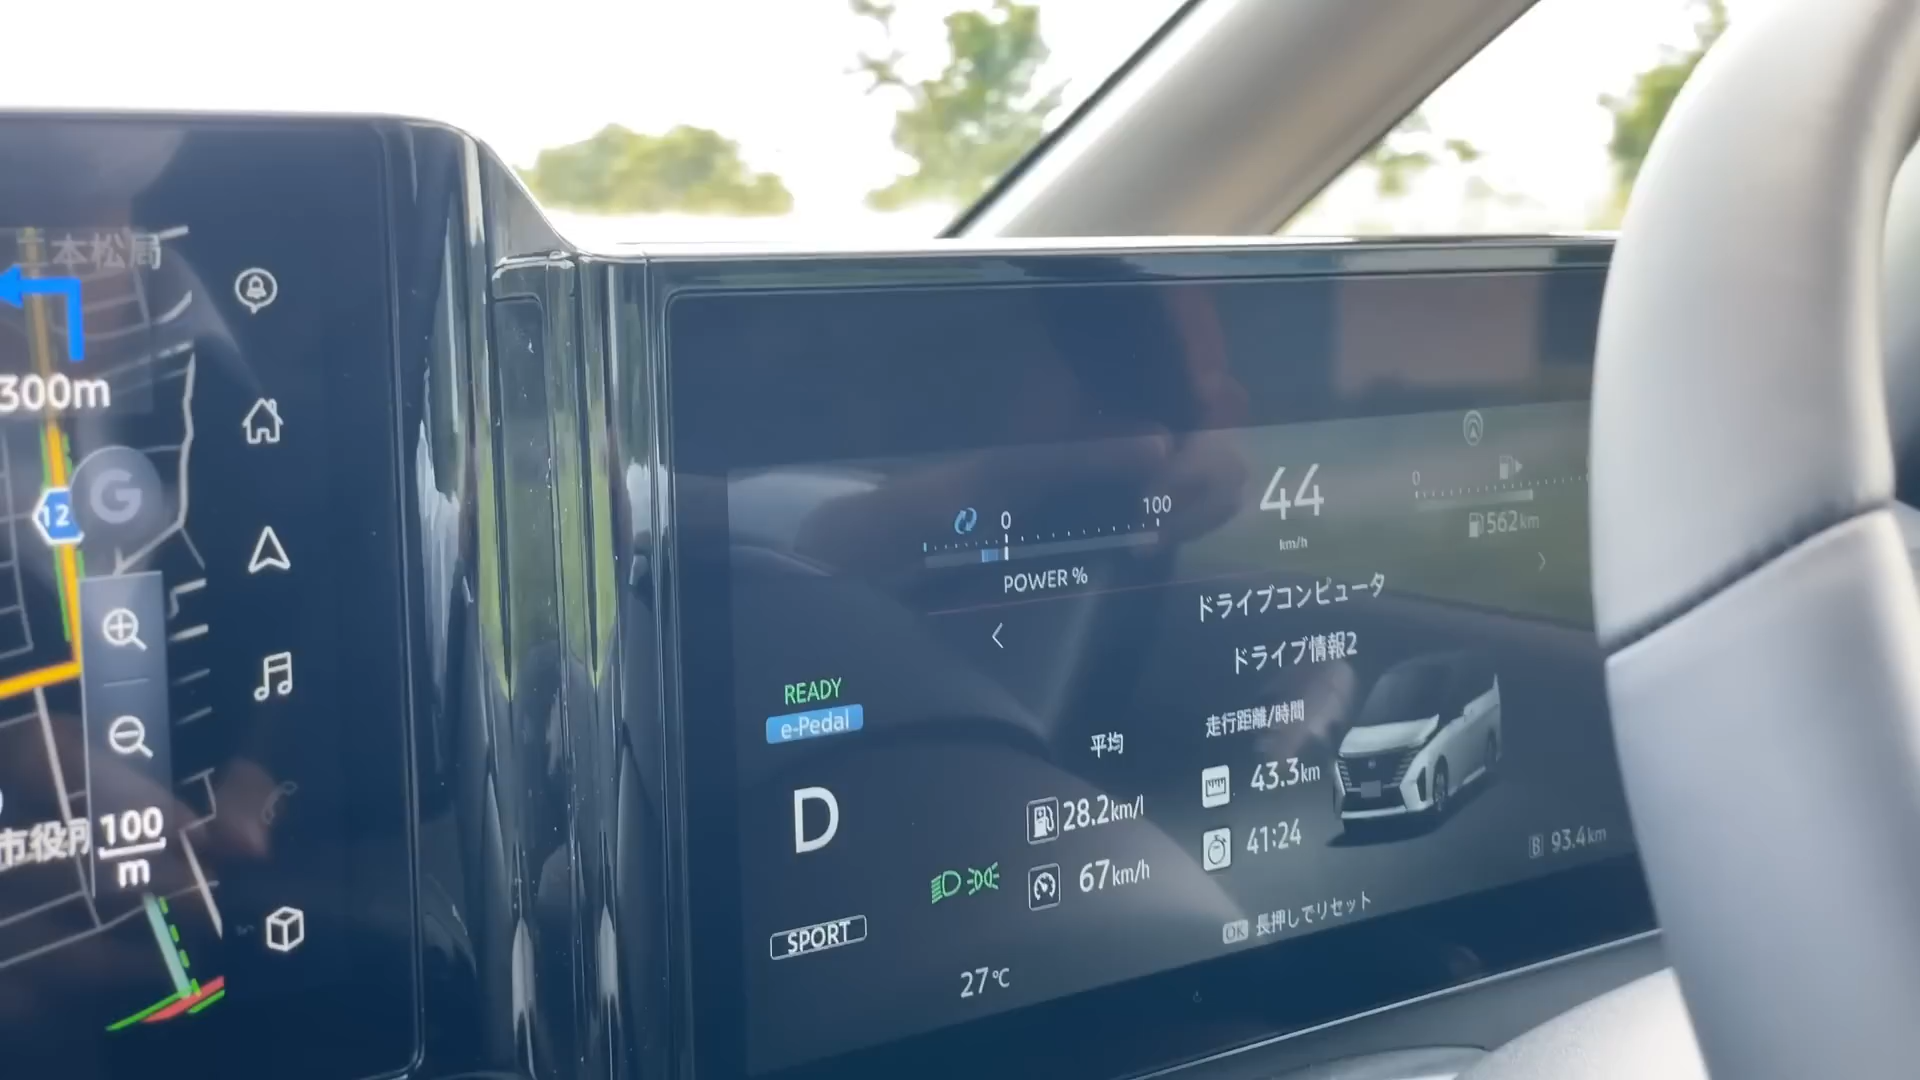 本松局
300m
G
12
100
m
0
100
POWER %
44
km/h
0
562km
ドライブコンピュータ
ドライブ情報2
READY
e-Pedal
D
SPORT
27℃
平均
28.2km/l
67km/h
走行距離/時間
43.3km
41:24
B 93.4km
OK 長押しでリセット